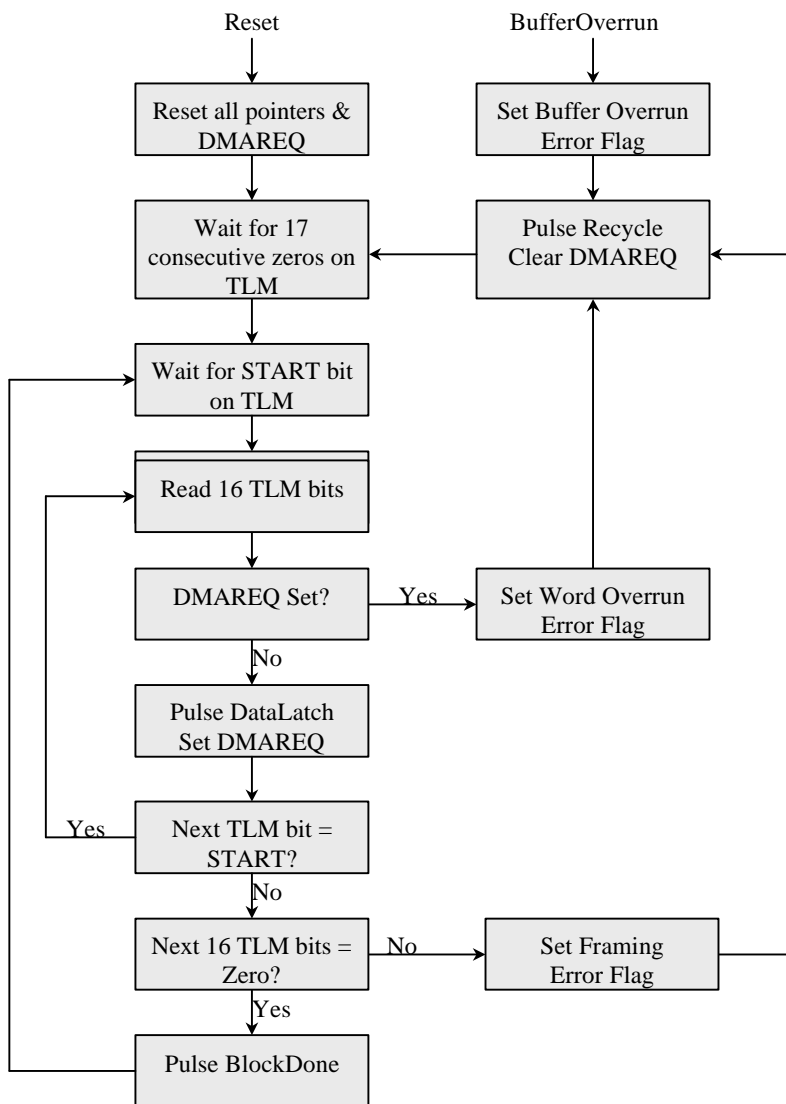 Reset
BufferOverrun
Reset all pointers &
DMAREQ
Set Buffer Overrun
Error Flag
Wait for 17
consecutive zeros on
TLM
Pulse Recycle
Clear DMAREQ
Wait for START bit
on TLM
Read 16 TLM bits
DMAREQ Set?
Yes
Set Word Overrun
Error Flag
No
Pulse DataLatch
Set DMAREQ
Yes
Next TLM bit =
START?
No
Next 16 TLM bits =
Zero?
No
Set Framing
Error Flag
Yes
Pulse BlockDone